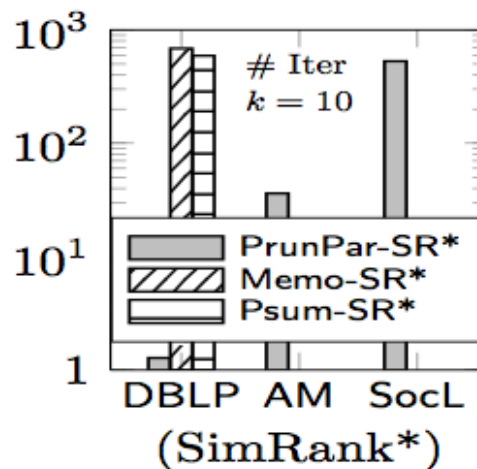 10³
# Iter
k = 10
10²
PrunPar-SR*
10¹
Memo-SR*
Psum-SR*
1
DBLP AM SocL
(SimRank*)